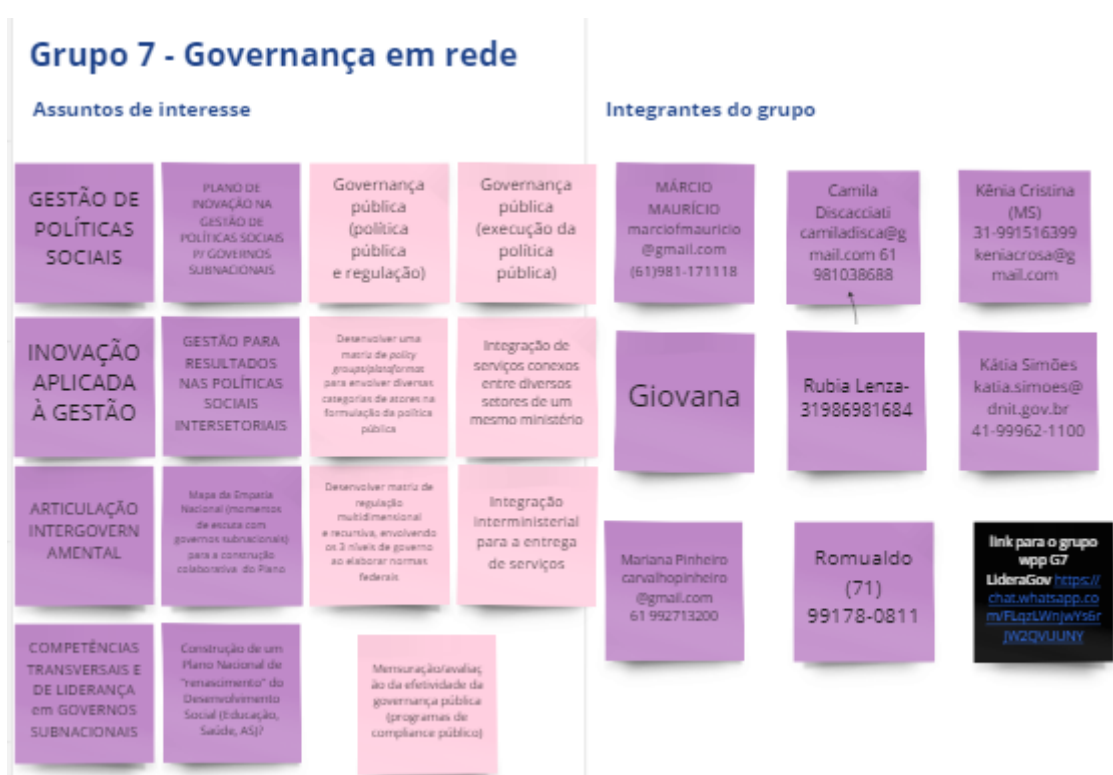 Grupo 7 - Governança em rede
Assuntos de interesse
GESTÃO DE
POLÍTICAS
SOCIAIS
PLANO DE
INOVAÇÃO NA
GESTÃO DE
POLÍTICAS SOCIAIS
P/ GOVERNOS
SUBNACIONAIS
Governança
pública
(política
pública
e regulação)
Governança
pública
(execução da
política
pública)
INOVAÇÃO
APLICADA
À GESTÃO
GESTÃO PARA
RESULTADOS
NAS POLÍTICAS
SOCIAIS
INTERSETORIAIS
Desenvolver uma
matriz de policy
groups/plataformas
para envolver diversas
categorias de atores na
formulação da política
pública
Integração de
serviços conexos
entre diversos
setores de um
mesmo ministério
ARTICULAÇÃO
INTERGOVERN
AMENTAL
Mapa da Empatia
Nacional (momentos
de escuta com
governos subnacionais)
para a construção
colaborativa do Plano
Desenvolver matriz de
regulação
multidimensional
e recursiva, envolvendo
os 3 níveis de governo
ao elaborar normas
federais
Integração
interministerial
para a entrega
de serviços
COMPETÊNCIAS
TRANSVERSAIS E
DE LIDERANÇA
em GOVERNOS
SUBNACIONAIS
Construção de um
Plano Nacional de
"renascimento" do
Desenvolvimento
Social (Educação,
Saúde, AS)?
Mensuração/avaliaç
ão da efetividade da
governança pública
(programas de
compliance público)
Integrantes do grupo
MÁRCIO
MAURÍCIO
marciofmauricio
@gmail.com
(61)981-171118
Camila
Discacciati
camiladisca@g
mail.com 61
981038688
Kênia Cristina
(MS)
31-991516399
keniacrosa@g
mail.com
Giovana
Rubia Lenza-
31986981684
Kátia Simões
katia.simoes@
dnit.gov.br
41-99962-1100
Mariana Pinheiro
carvalhopinheiro
@gmail.com
61 992713200
Romualdo
(71)
99178-0811
link para o grupo
wpp G7
LideraGov https://
chat.whatsapp.co
m/FLqzLWnjwYs6r
JW2QVUUNY